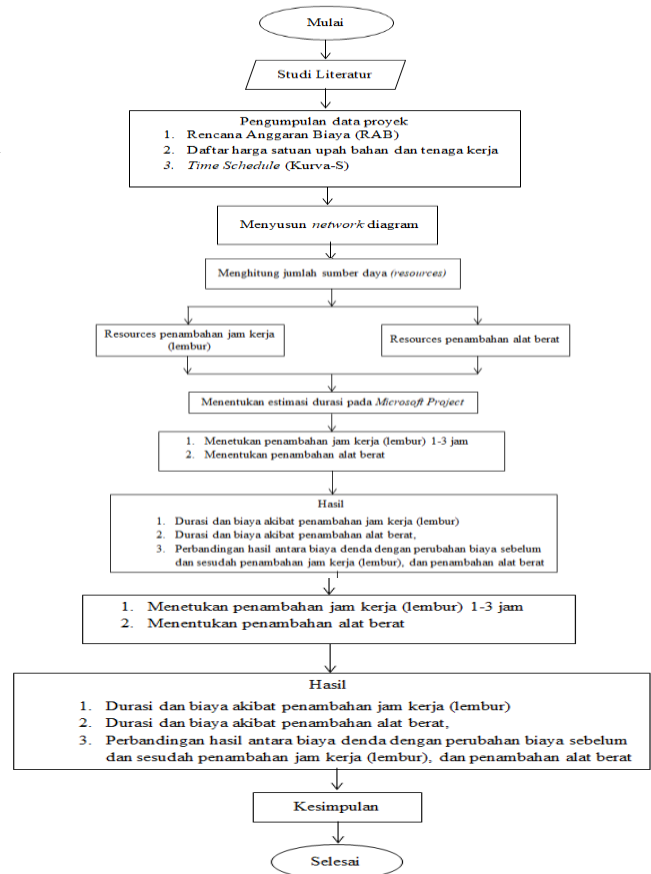 Mulai
Studi Literatur
Pengumpulan data proyek
1. Rencana Anggaran Biaya (RAB)
2. Daftar harga satuan upah bahan dan tenaga kerja
3. Time Schedule (Kurva-S)
Menyusun network diagram
Menghitung jumlah sumber daya (resources)
Resources penambahan jam kerja
(lembur)
Resources penambahan alat berat
Menentukan estimasi durasi pada Microsoft Project
1. Menetukan penambahan jam kerja (lembur) 1-3 jam
2. Menentukan penambahan alat berat
Hasil
1. Durasi dan biaya akibat penambahan jam kerja (lembur)
2. Durasi dan biaya akibat penambahan alat berat,
3. Perbandingan hasil antara biaya denda dengan perubahan biaya sebelum
dan sesudah penambahan jam kerja (lembur), dan penambahan alat berat
1. Menetukan penambahan jam kerja (lembur) 1-3 jam
2. Menentukan penambahan alat berat
Hasil
1. Durasi dan biaya akibat penambahan jam kerja (lembur)
2. Durasi dan biaya akibat penambahan alat berat,
3. Perbandingan hasil antara biaya denda dengan perubahan biaya sebelum
dan sesudah penambahan jam kerja (lembur), dan penambahan alat berat
Kesimpulan
Selesai